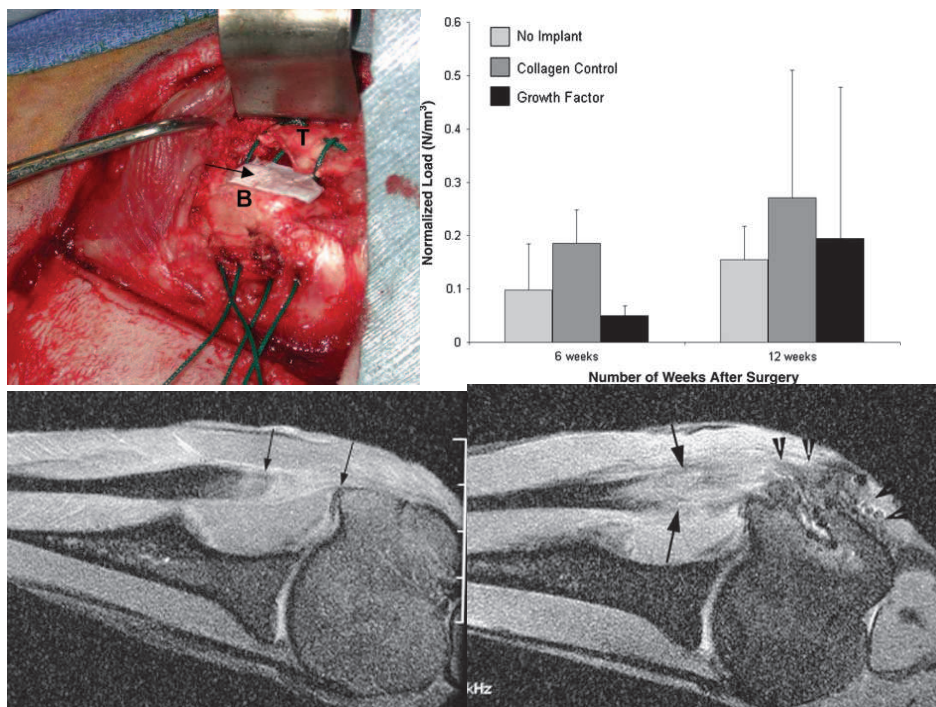 T
B
0.6
0.5
0.4
0.3
0.2
0.1
0
Normalized Load (N/mn³)
No Implant
Collagen Control
Growth Factor
6 weeks
12 weeks
Number of Weeks After Surgery
kHz